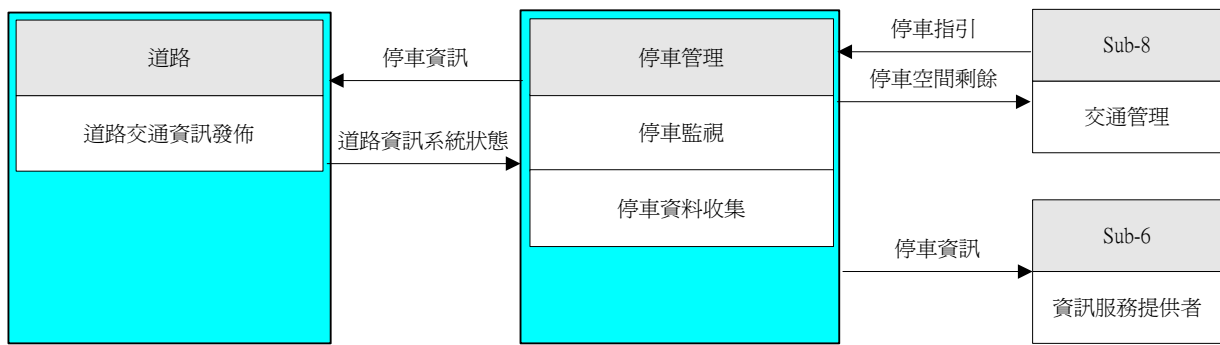 道路
道路交通資訊發佈
停車資訊
道路資訊系統狀態
停車管理
停車監視
停車資料收集
停車指引
停車空間剩餘
停車資訊
Sub-8
交通管理
Sub-6
資訊服務提供者